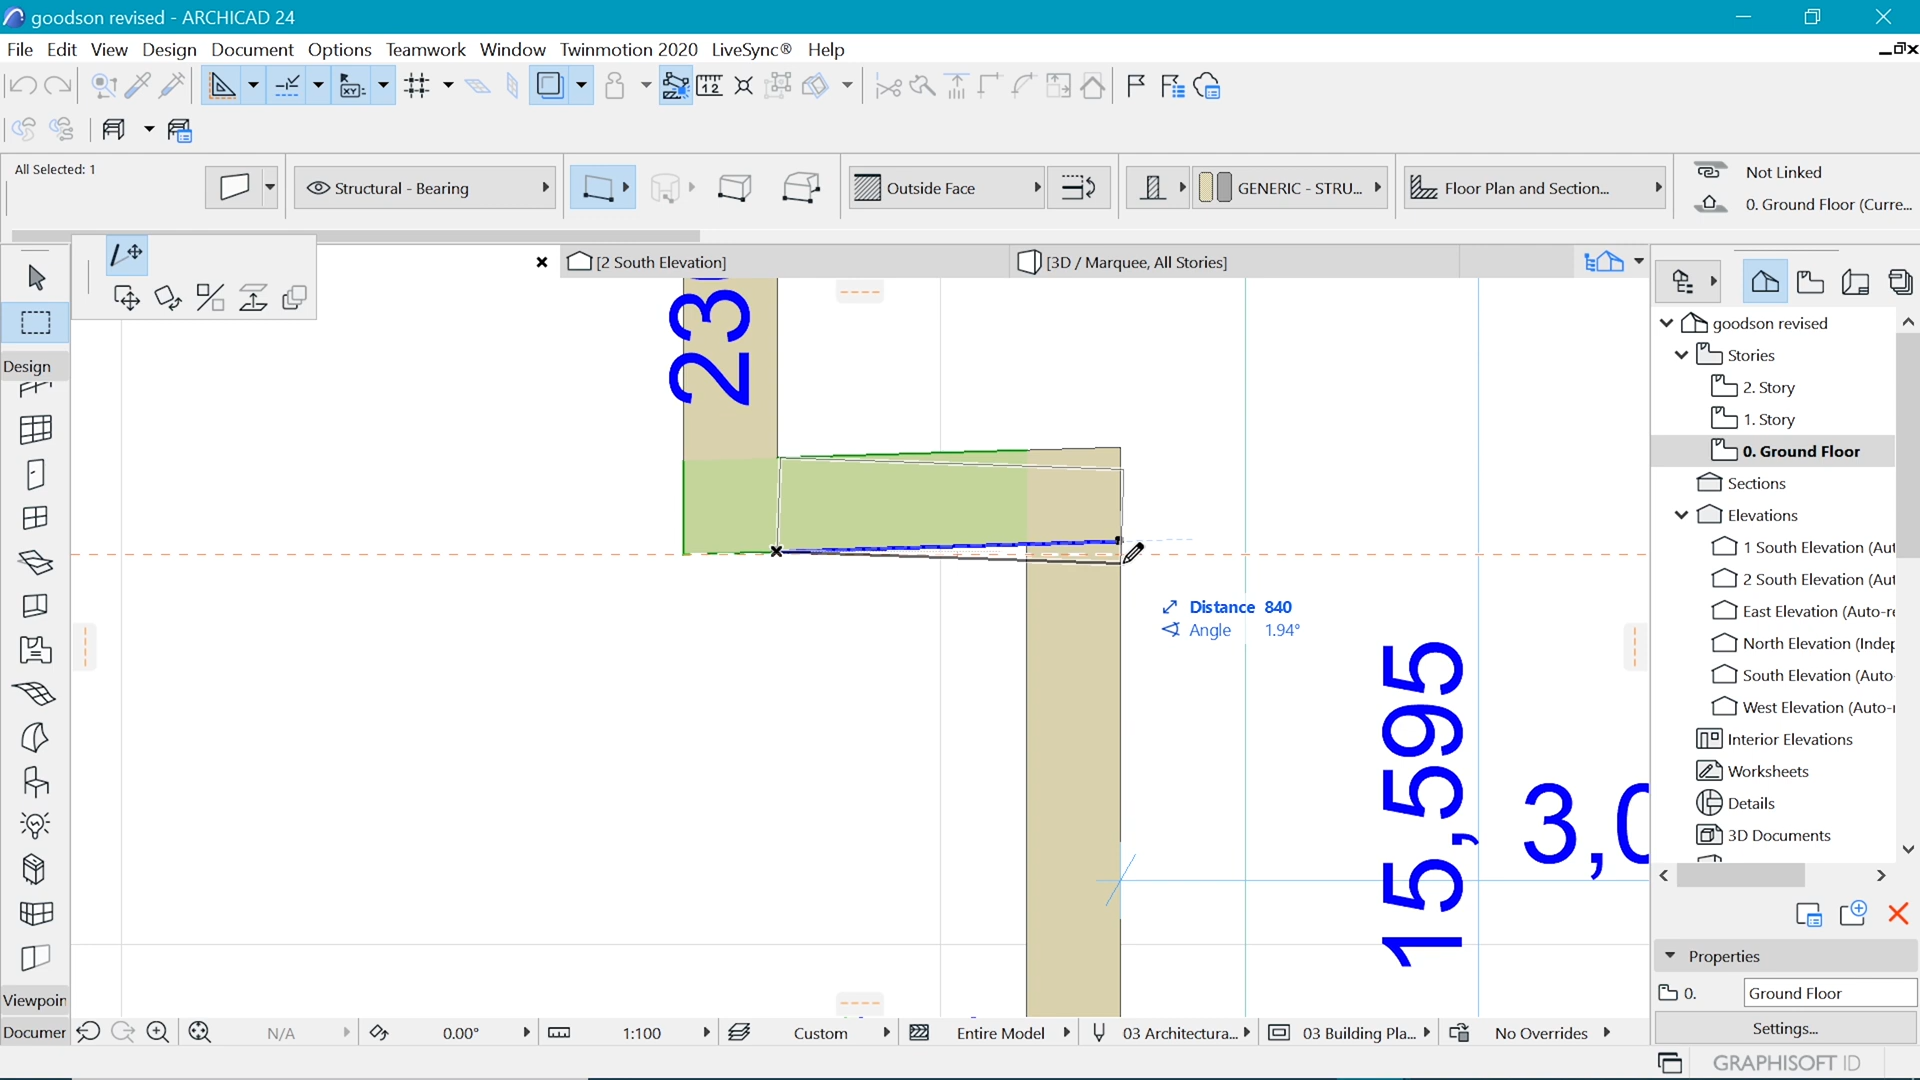 goodson revised - ARCHICAD 24
File Edit View Design Document Options Teamwork Window Twinmotion 2020 LiveSync® Help
All Selected: 1
Structural - Bearing
Outside Face
GENERIC - STRU...
Floor Plan and Section...
Not Linked
0. Ground Floor (Curre...
[2 South Elevation]
[3D / Marquee, All Stories]
Design
Viewpoin
Documer
23
Distance 840
Angle 1.94°
15,595
3,0
goodson revised
Stories
2. Story
1. Story
0. Ground Floor
Sections
Elevations
1 South Elevation (Aut
2 South Elevation (Aut
East Elevation (Auto-re
North Elevation (Indep
South Elevation (Auto-
West Elevation (Auto-r
Interior Elevations
Worksheets
Details
3D Documents
Properties
0.
Ground Floor
Settings...
N/A
0.00°
1:100
Custom
Entire Model
03 Architectura...
03 Building Pla...
No Overrides
GRAPHISOFT ID